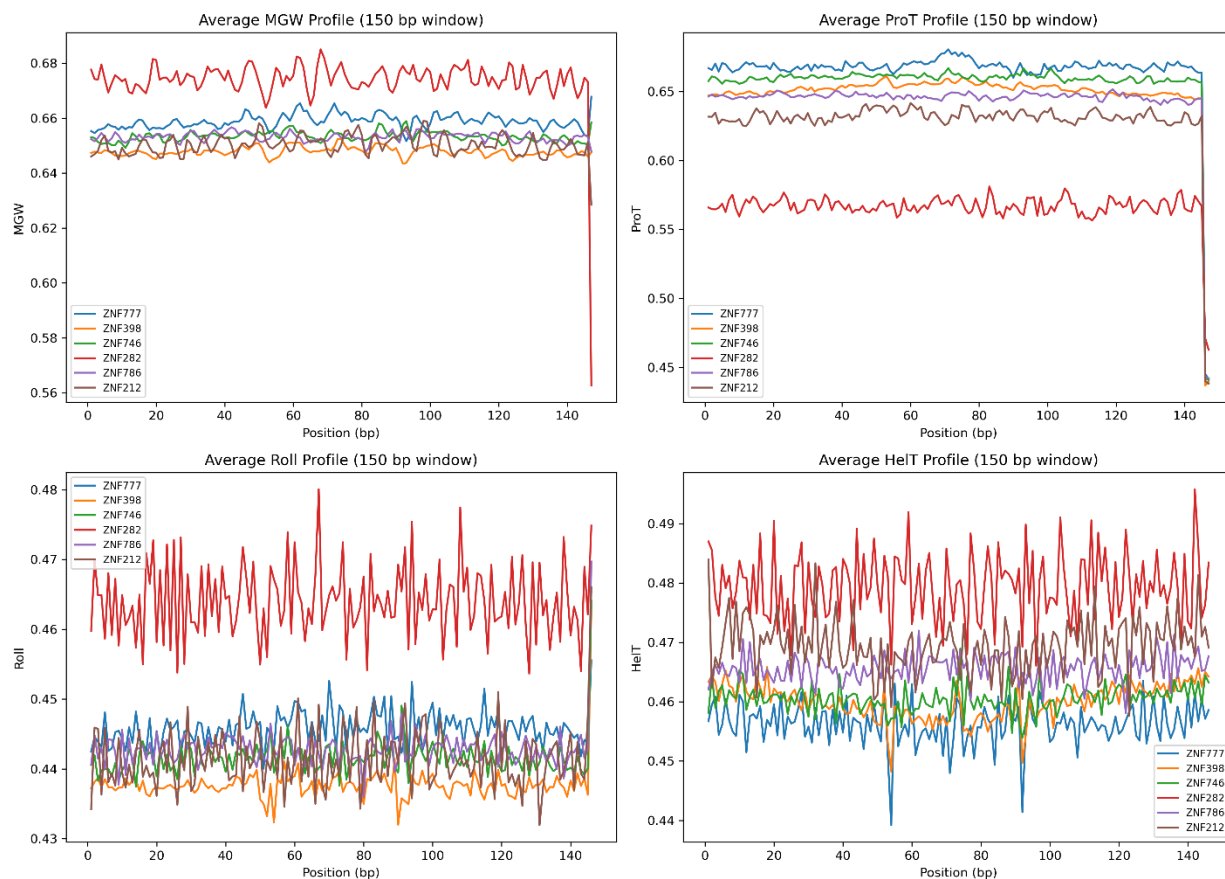 Average MGW Profile (150 bp window)
MGW
0.68
0.66
0.64
0.62
0.60
0.58
0.56
ZNF777
ZNF398
ZNF746
ZNF282
ZNF786
ZNF212
0 20 40 60 80 100 120 140
Position (bp)
Average ProT Profile (150 bp window)
ProT
0.65
0.60
0.55
0.50
0.45
ZNF777
ZNF398
ZNF746
ZNF282
ZNF786
ZNF212
0 20 40 60 80 100 120 140
Position (bp)
Average Roll Profile (150 bp window)
Roll
0.48
0.47
0.46
0.45
0.44
0.43
ZNF777
ZNF398
ZNF746
ZNF282
ZNF786
ZNF212
0 20 40 60 80 100 120 140
Position (bp)
Average HelT Profile (150 bp window)
HelT
0.49
0.48
0.47
0.46
0.45
0.44
ZNF777
ZNF398
ZNF746
ZNF282
ZNF786
ZNF212
0 20 40 60 80 100 120 140
Position (bp)